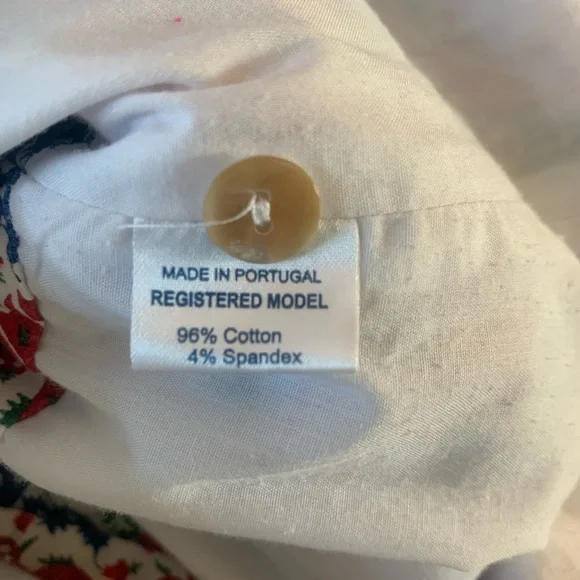 MADE IN PORTUGAL
REGISTERED MODEL
96% Cotton
4% Spandex